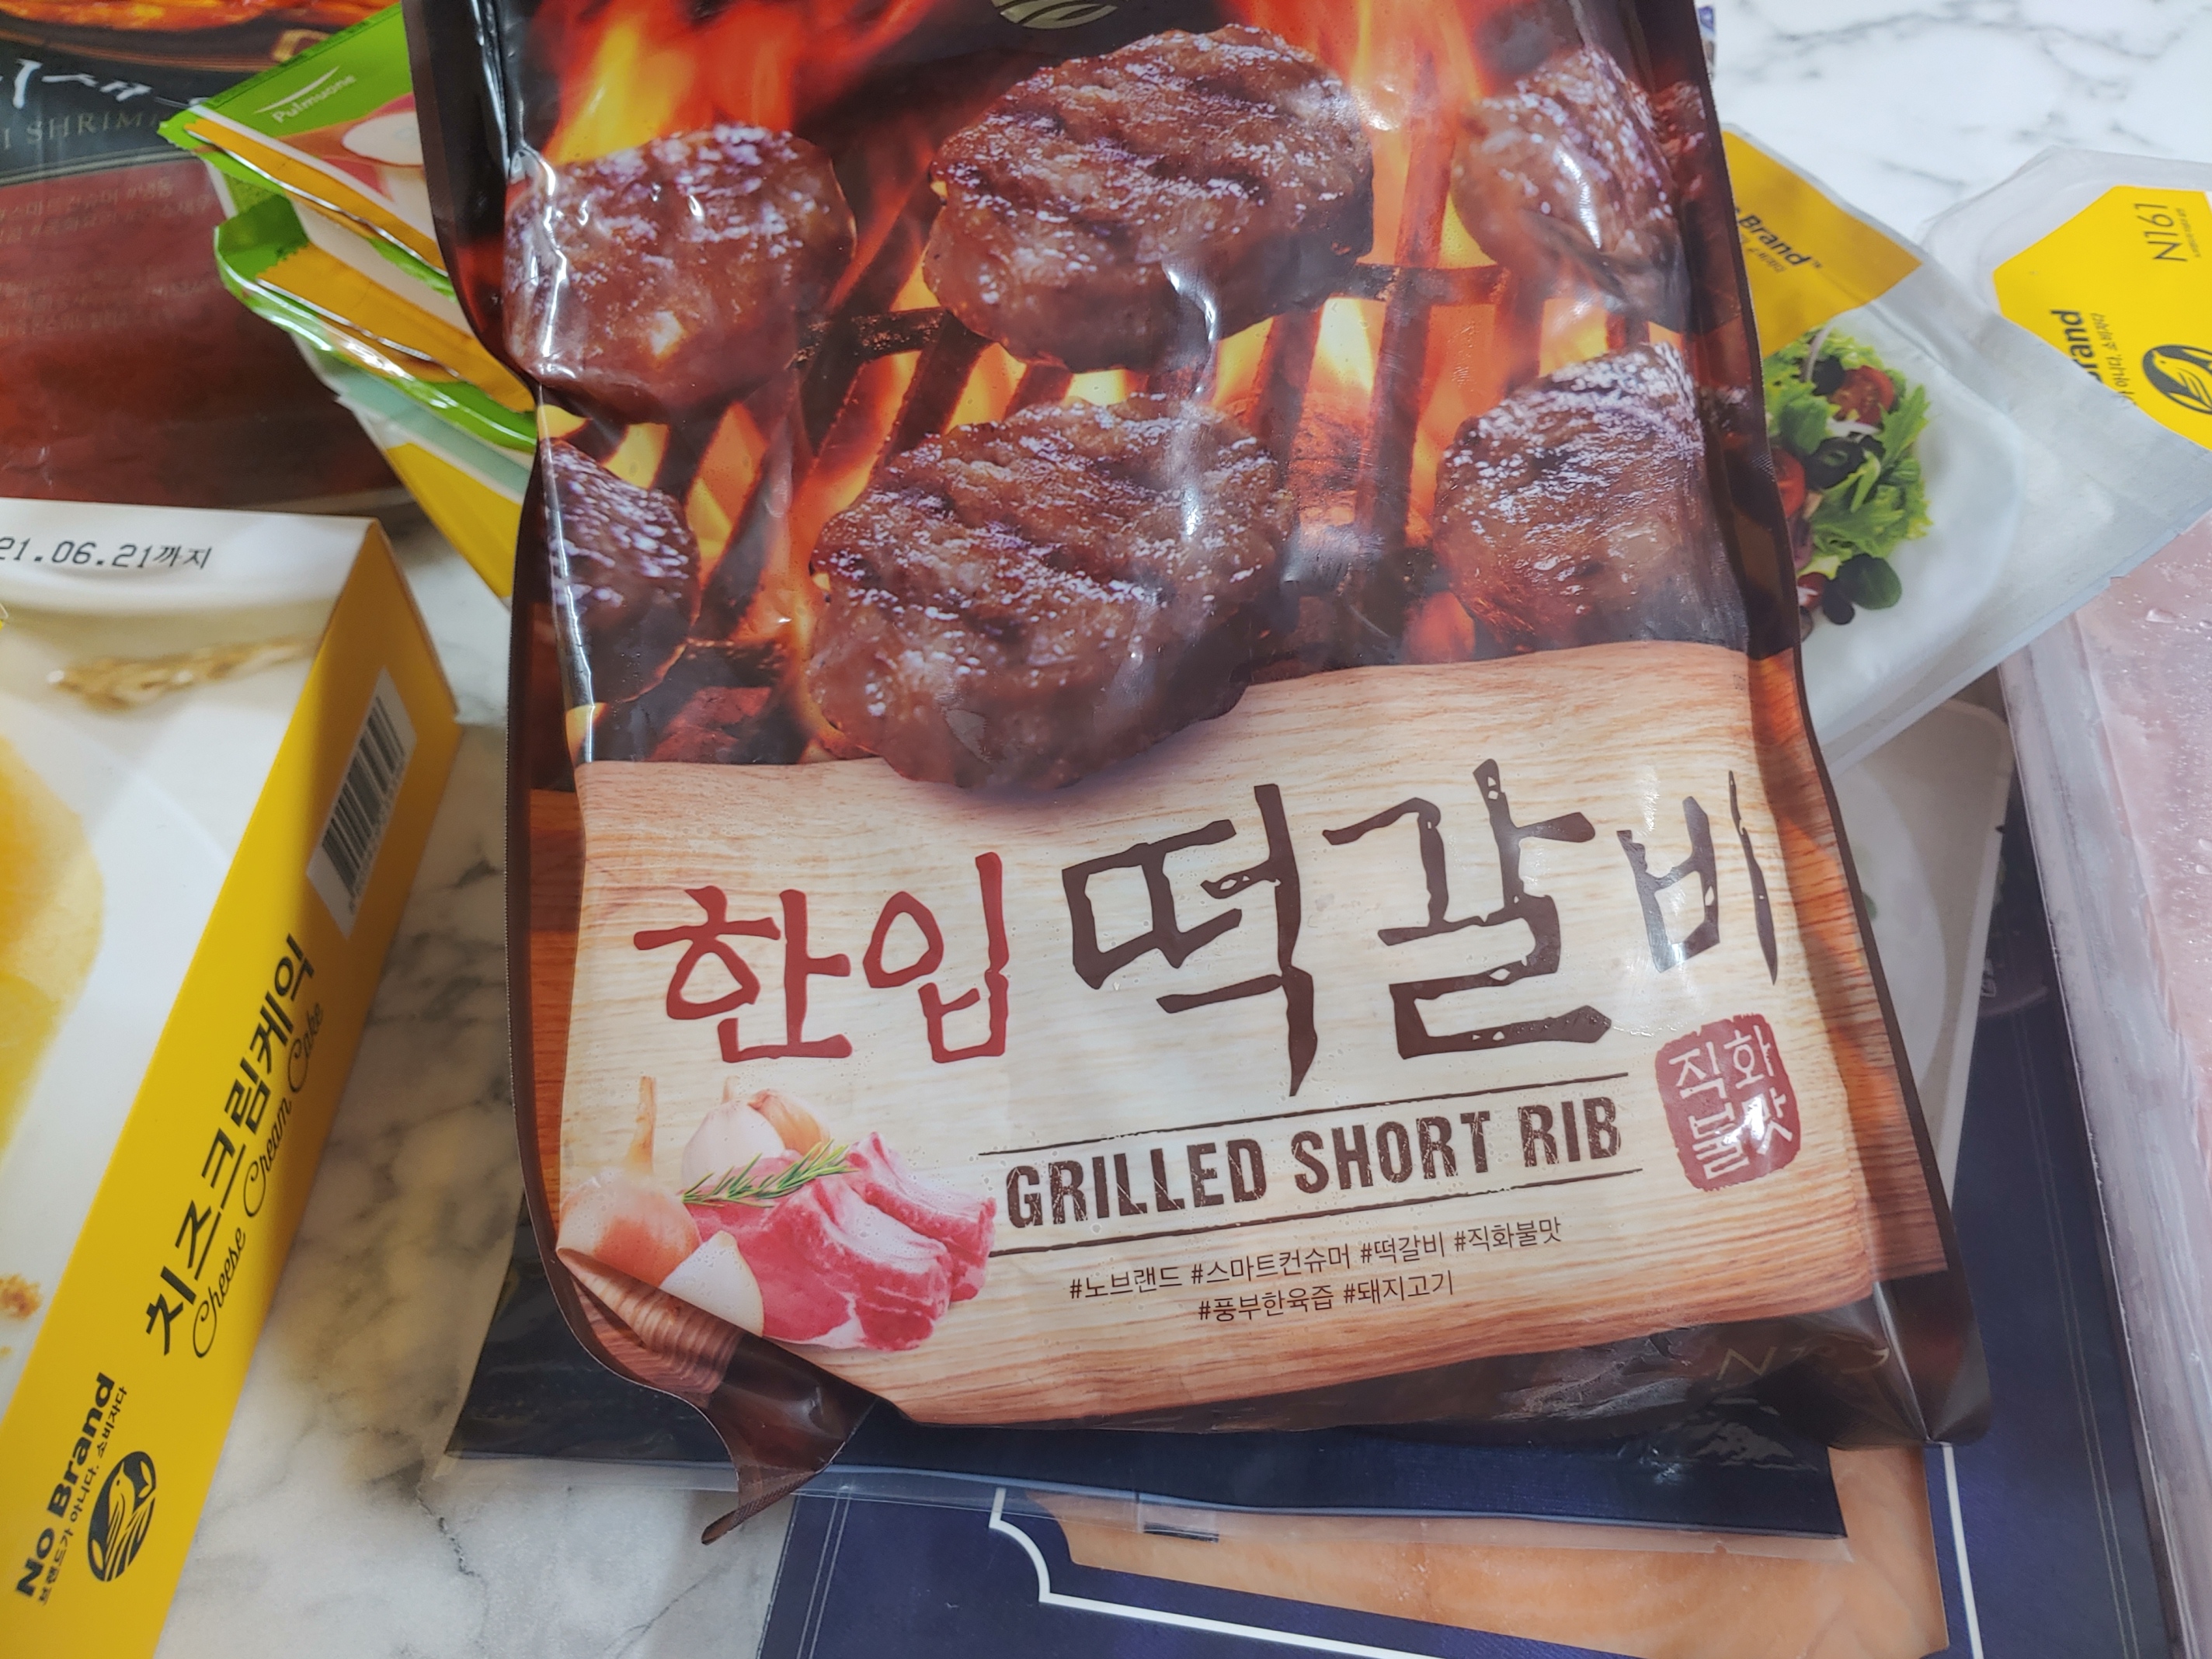 Pulmuone
SHRIM
21.06.21까지
Brand
N161
한입 떡갈비
GRILLED SHORT RIB
직화
불맛
#노브랜드 #스마트컨슈머 #떡갈비 #직화불맛
#풍부한육즙 #돼지고기
치즈크림케익
Cheese Cream Cake
No Brand
브랜드가 아니다. 소비자다